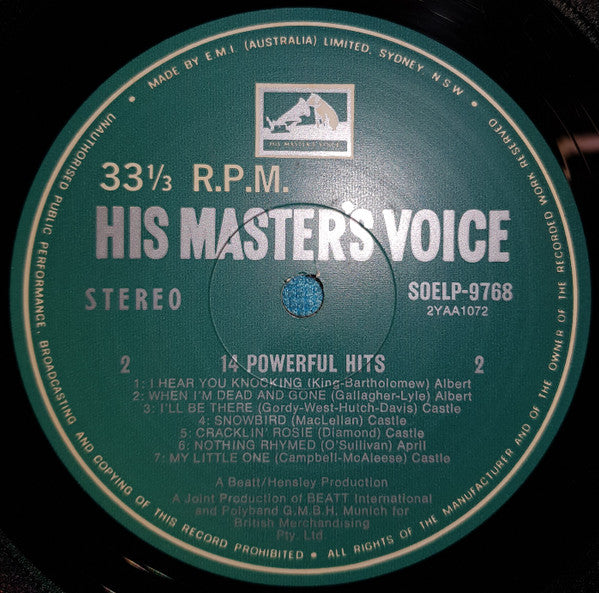 • MADE BY E.M.I. (AUSTRALIA) LIMITED. SYDNEY, N.S.W. • ALL RIGHTS OF THE MANUFACTURER AND OF THE OWNER OF THE RECORDED WORK RESERVED
UNAUTHORISED PUBLIC PERFORMANCE, BROADCASTING AND COPYING OF THIS RECORD PROHIBITED •
HIS MASTER'S VOICE
33 1/3 R.P.M.
HIS MASTER'S VOICE
STEREO SOELP-9768
2YAA1072
2 14 POWERFUL HITS 2
1: I HEAR YOU KNOCKING (King-Bartholomew) Albert
2: WHEN I'M DEAD AND GONE (Gallagher-Lyle) Albert
3: I'LL BE THERE (Gordy-West-Hutch-Davis) Castle
4: SNOWBIRD (MacLellan) Castle
5: CRACKLIN' ROSIE (Diamond) Castle
6: NOTHING RHYMED (O'Sullivan) April
7: MY LITTLE ONE (Campbell-McAleese) Castle
A Beatt/Hensley Production
A Joint Production of BEATT International
and Polyband G.M.B.H. Munich for
British Merchandising
Pty. Ltd